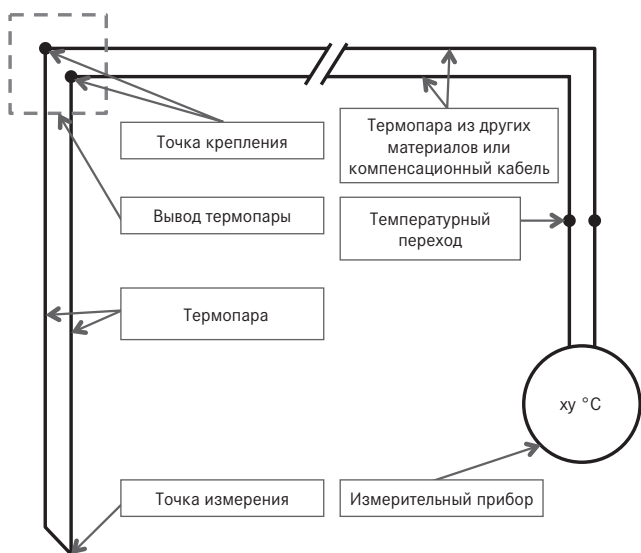 Точка крепления
Термопара из других
материалов или
компенсационный кабель
Вывод термопары
Температурный
переход
Термопара
xy °C
Точка измерения
Измерительный прибор